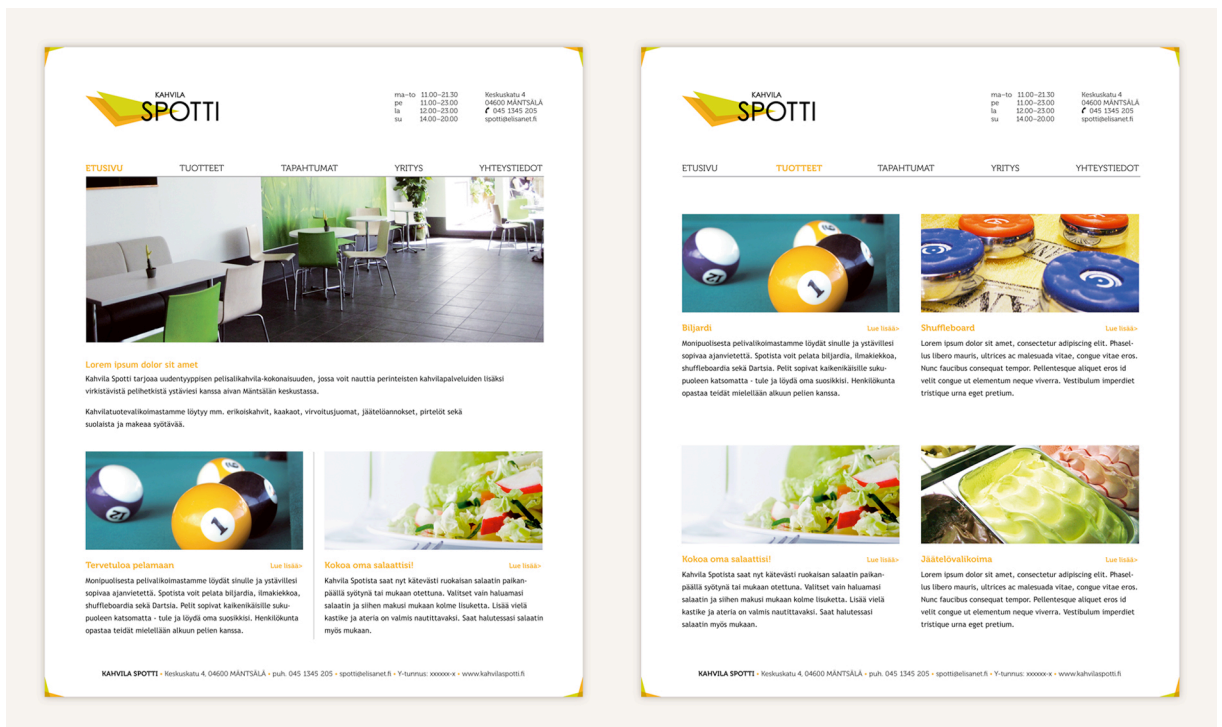 KAHVILA
SPOTTI
ma–to 11.00–21.30
pe 11.00–23.00
la 12.00–23.00
su 14.00–20.00
Keskuskatu 4
04600 MÄNTSÄLÄ
045 1345 205
spotti@elisanet.fi
ETUSIVU TUOTTEET TAPAHTUMAT YRITYS YHTEYSTIEDOT
Lorem ipsum dolor sit amet
Kahvila Spotti tarjoaa uudentyyppisen pelisalikahvila-kokonaisuuden, jossa voit nauttia perinteisten kahvilapalveluiden lisäksi
virkistävistä pelihetkistä ystäviesi kanssa aivan Mäntsälän keskustassa.
Kahvilatuotevalikoimastamme löytyy mm. erikoiskahvit, kaakaot, virvoitusjuomat, jäätelöannokset, pirtelöt sekä
suolaista ja makeaa syötävää.
12
1
Tervetuloa pelamaan Lue lisää>
Monipuolisesta pelivalikoimastamme löydät sinulle ja ystävillesi
sopivaa ajanvietettä. Spotista voit pelata biljardia, ilmakiekkoa,
shuffleboardia sekä Dartsia. Pelit sopivat kaikenikäisille suku-
puoleen katsomatta - tule ja löydä oma suosikkisi. Henkilökunta
opastaa teidät mielellään alkuun pelien kanssa.
Kokoa oma salaattisi! Lue lisää>
Kahvila Spotista saat nyt kätevästi ruokaisan salaatin paikan-
päällä syötynä tai mukaan otettuna. Valitset vain haluamasi
salaatin ja siihen makusi mukaan kolme lisuketta. Lisää vielä
kastike ja ateria on valmis nautittavaksi. Saat halutessasi salaatin
myös mukaan.
KAHVILA SPOTTI • Keskuskatu 4, 04600 MÄNTSÄLÄ • puh. 045 1345 205 • spotti@elisanet.fi • Y-tunnus: xxxxxx-x • www.kahvilaspotti.fi
KAHVILA
SPOTTI
ma–to 11.00–21.30
pe 11.00–23.00
la 12.00–23.00
su 14.00–20.00
Keskuskatu 4
04600 MÄNTSÄLÄ
045 1345 205
spotti@elisanet.fi
ETUSIVU TUOTTEET TAPAHTUMAT YRITYS YHTEYSTIEDOT
12
1
Biljardi Lue lisää>
Monipuolisesta pelivalikoimastamme löydät sinulle ja ystävillesi
sopivaa ajanvietettä. Spotista voit pelata biljardia, ilmakiekkoa,
shuffleboardia sekä Dartsia. Pelit sopivat kaikenikäisille suku-
puoleen katsomatta - tule ja löydä oma suosikkisi. Henkilökunta
opastaa teidät mielellään alkuun pelien kanssa.
Shuffleboard Lue lisää>
Lorem ipsum dolor sit amet, consectetur adipiscing elit. Phasel-
lus libero mauris, ultrices ac malesuada vitae, congue vitae eros.
Nunc faucibus consequat tempor. Pellentesque aliquet eros id
velit congue ut elementum neque viverra. Vestibulum imperdiet
tristique urna eget pretium.
Kokoa oma salaattisi! Lue lisää>
Kahvila Spotista saat nyt kätevästi ruokaisan salaatin paikan-
päällä syötynä tai mukaan otettuna. Valitset vain haluamasi
salaatin ja siihen makusi mukaan kolme lisuketta. Lisää vielä
kastike ja ateria on valmis nautittavaksi. Saat halutessasi
salaatin myös mukaan.
Jäätelövalikoima Lue lisää>
Lorem ipsum dolor sit amet, consectetur adipiscing elit. Phasel-
lus libero mauris, ultrices ac malesuada vitae, congue vitae eros.
Nunc faucibus consequat tempor. Pellentesque aliquet eros id
velit congue ut elementum neque viverra. Vestibulum imperdiet
tristique urna eget pretium.
KAHVILA SPOTTI • Keskuskatu 4, 04600 MÄNTSÄLÄ • puh. 045 1345 205 • spotti@elisanet.fi • Y-tunnus: xxxxxx-x • www.kahvilaspotti.fi